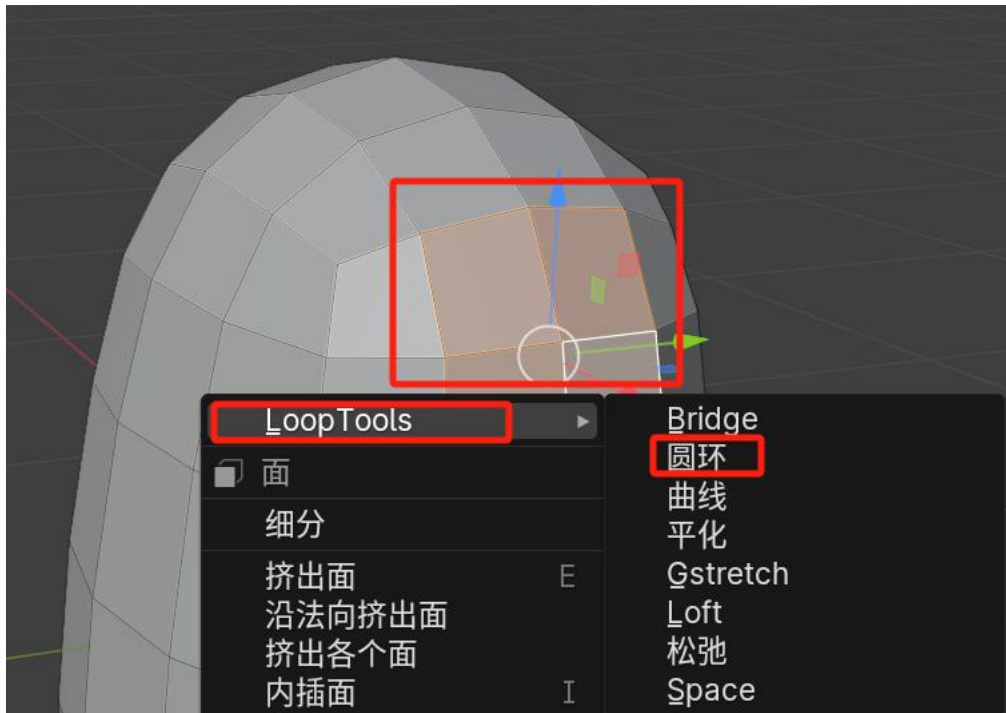 LoopTools
面
细分
挤出面 E
沿法向挤出面
挤出各个面
内插面 I
Bridge
圆环
曲线
平化
Gstretch
Loft
松弛
Space